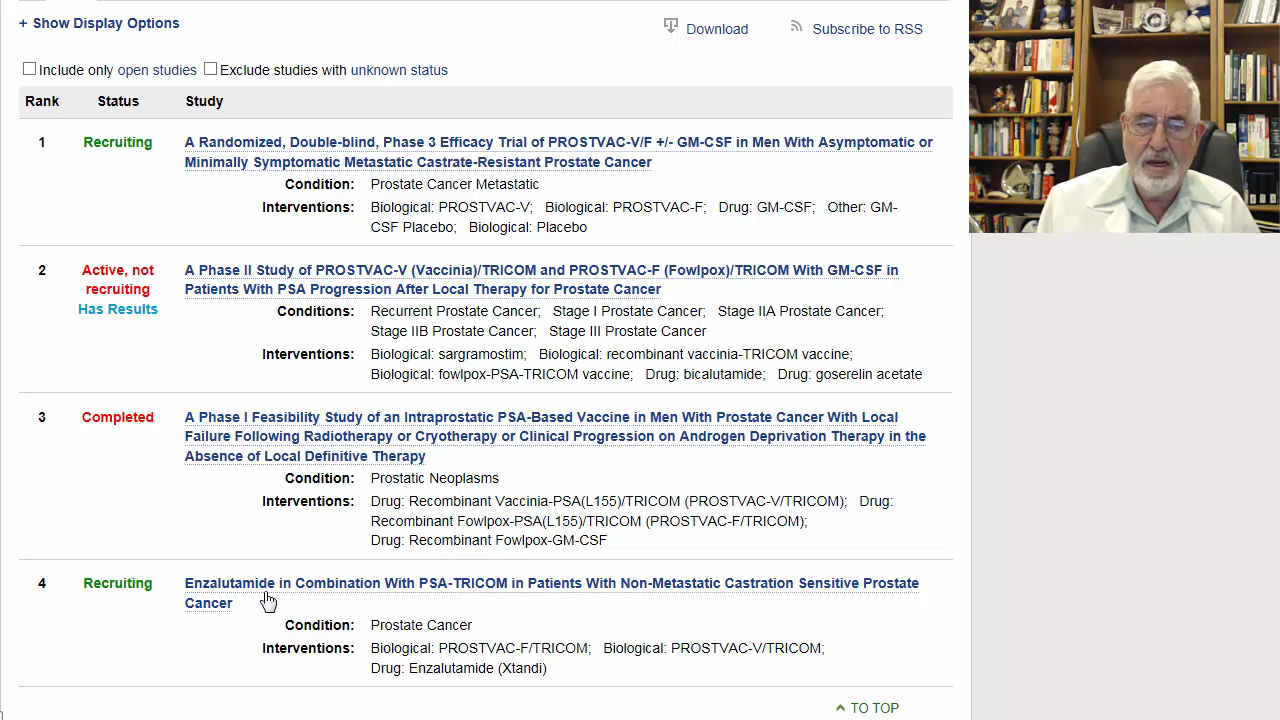 + Show Display Options
Download
Subscribe to RSS
Include only open studies
Exclude studies with unknown status
Rank Status Study
1 Recruiting A Randomized, Double-blind, Phase 3 Efficacy Trial of PROSTVAC-V/F +/- GM-CSF in Men With Asymptomatic or
Minimally Symptomatic Metastatic Castrate-Resistant Prostate Cancer
Condition: Prostate Cancer Metastatic
Interventions: Biological: PROSTVAC-V; Biological: PROSTVAC-F; Drug: GM-CSF; Other: GM-
CSF Placebo; Biological: Placebo
2 Active, not A Phase II Study of PROSTVAC-V (Vaccinia)/TRICOM and PROSTVAC-F (Fowlpox)/TRICOM With GM-CSF in
recruiting Patients With PSA Progression After Local Therapy for Prostate Cancer
Has Results Conditions: Recurrent Prostate Cancer; Stage I Prostate Cancer; Stage IIA Prostate Cancer;
Stage IIB Prostate Cancer; Stage III Prostate Cancer
Interventions: Biological: sargramostim; Biological: recombinant vaccinia-TRICOM vaccine;
Biological: fowlpox-PSA-TRICOM vaccine; Drug: bicalutamide; Drug: goserelin acetate
3 Completed A Phase I Feasibility Study of an Intraprostatic PSA-Based Vaccine in Men With Prostate Cancer With Local
Failure Following Radiotherapy or Cryotherapy or Clinical Progression on Androgen Deprivation Therapy in the
Absence of Local Definitive Therapy
Condition: Prostatic Neoplasms
Interventions: Drug: Recombinant Vaccinia-PSA(L155)/TRICOM (PROSTVAC-V/TRICOM); Drug:
Recombinant Fowlpox-PSA(L155)/TRICOM (PROSTVAC-F/TRICOM);
Drug: Recombinant Fowlpox-GM-CSF
4 Recruiting Enzalutamide in Combination With PSA-TRICOM in Patients With Non-Metastatic Castration Sensitive Prostate
Cancer
Condition: Prostate Cancer
Interventions: Biological: PROSTVAC-F/TRICOM; Biological: PROSTVAC-V/TRICOM;
Drug: Enzalutamide (Xtandi)
TO TOP